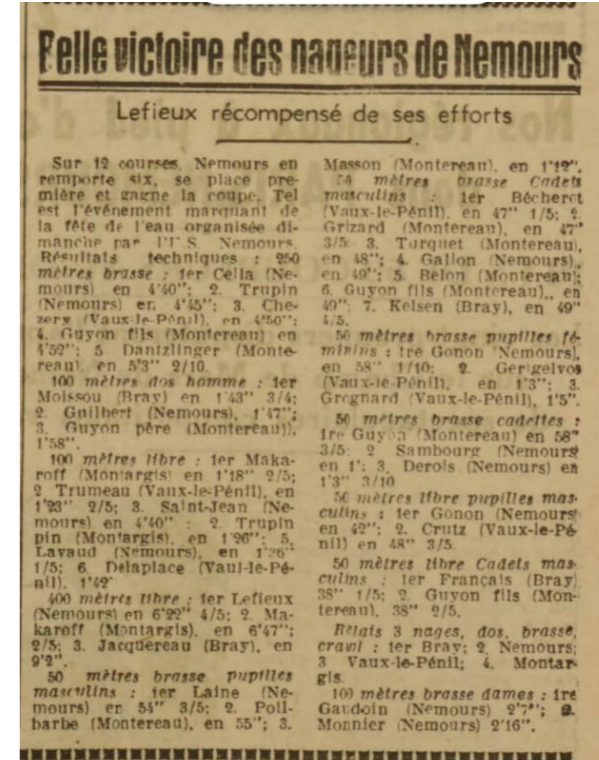 Belle victoire des nageurs de Nemours
Lefieux récompensé de ses efforts
Sur 12 courses, Nemours en
remporte six, se place pre-
mière et gagne la coupe. Tel
est l'événement marquant de
la fête de l'eau organisée di-
manche par l'U.S. Nemours.
Résultats techniques : 250
mètres brasse : 1er Cella (Ne-
mours) en 4'40"; 2. Trupin
(Nemours) en 4'45"; 3. Che-
zery (Vaux-le-Pénil), en 4'50";
4. Guyon fils (Montereau) en
4'52"; 5 Dantzlinger (Monte-
reau) en 5'3" 2/10.
100 mètres dos homme : 1er
Moissou (Bray) en 1'43" 3/4;
2. Guilbert (Nemours), 1'47";
3. Guyon père (Montereau)),
1'58".
100 mètres libre : 1er Maka-
roff (Montargis) en 1'18" 2/5;
2 Trumeau (Vaux-le-Pénil), en
1'23" 2/5; 3. Saint-Jean (Ne-
mours) en 4'40" : 2. Trupin
pin (Montargis), en 1'26"; 5.
Lavaud (Nemours), en 1'26"
1/5; 6. Delaplace (Vaul-le-Pé-
nil), 1'42"
400 mètres libre : 1er Lefieux
(Nemours) en 6'22" 4/5; 2. Ma-
karoff (Montargis), en 6'47";
2/5; 3. Jacquereau (Bray), en
9'2".
50 mètres brasse pupilles
masculins : 1er Laine (Ne-
mours) en 54" 3/5; 2. Poil-
barbe (Montereau), en 55"; 3.
Masson (Montereau), en 1'12".
50 mètres brasse Cadets
masculins : 1er Bécheret
(Vaux-le-Pénil), en 47" 1/5; 2.
Grizard (Montereau), en 47"
3/5; 3. Turquet (Montereau),
en 48"; 4. Gallon (Nemours),
en 49"; 5. Belon (Montereau);
6. Guyon fils (Montereau),, en
49"; 7. Kelsen (Bray), en 49"
4/5.
50 mètres brasse pupilles fé-
minins : 1re Gonon (Nemours),
en 58" 1/10; 2. Gerigelvos
(Vaux-le-Pénil), en 1'3"; 3.
Gregnard (Vaux-le-Pénil), 1'5".
50 mètres brasse cadettes :
1re Guyon (Montereau) en 58"
3/5; 2 Sambourg (Nemours)
en 1'; 3. Derols (Nemours) en
1'3" 3/10
50 mètres libre pupilles mas-
culins : 1er Gonon (Nemours)
en 42"; 2. Crutz (Vaux-le-Pé-
nil) en 48" 3/5.
50 mètres libre Cadets mas-
culins : 1er Français (Bray)
38" 1/5; 2. Guyon fils (Mon-
tereau), 38" 2/5.
Relais 3 nages, dos, brasse,
crawl : 1er Bray; 2. Nemours;
3 Vaux-le-Pénil; 4. Montar-
gis.
100 mètres brasse dames : 1re
Gaudoin (Nemours) 2'7"; 2.
Monnier (Nemours) 2'16".